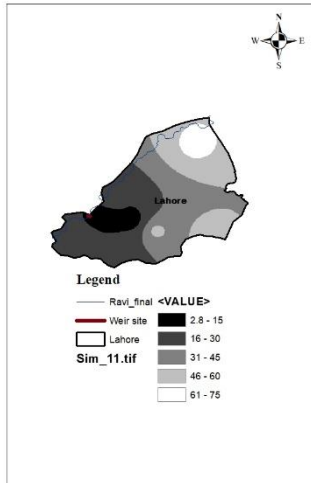 N
W E
S
Lahore
Legend
Ravi_final
Weir site
Lahore
Sim_11.tif
<VALUE>
2.8 - 15
16 - 30
31 - 45
46 - 60
61 - 75